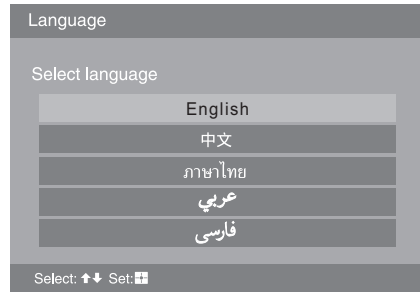 Language
Select language
English
中文
ภาษาไทย
عربي
فارسی
Select: ⬆⬇ Set: